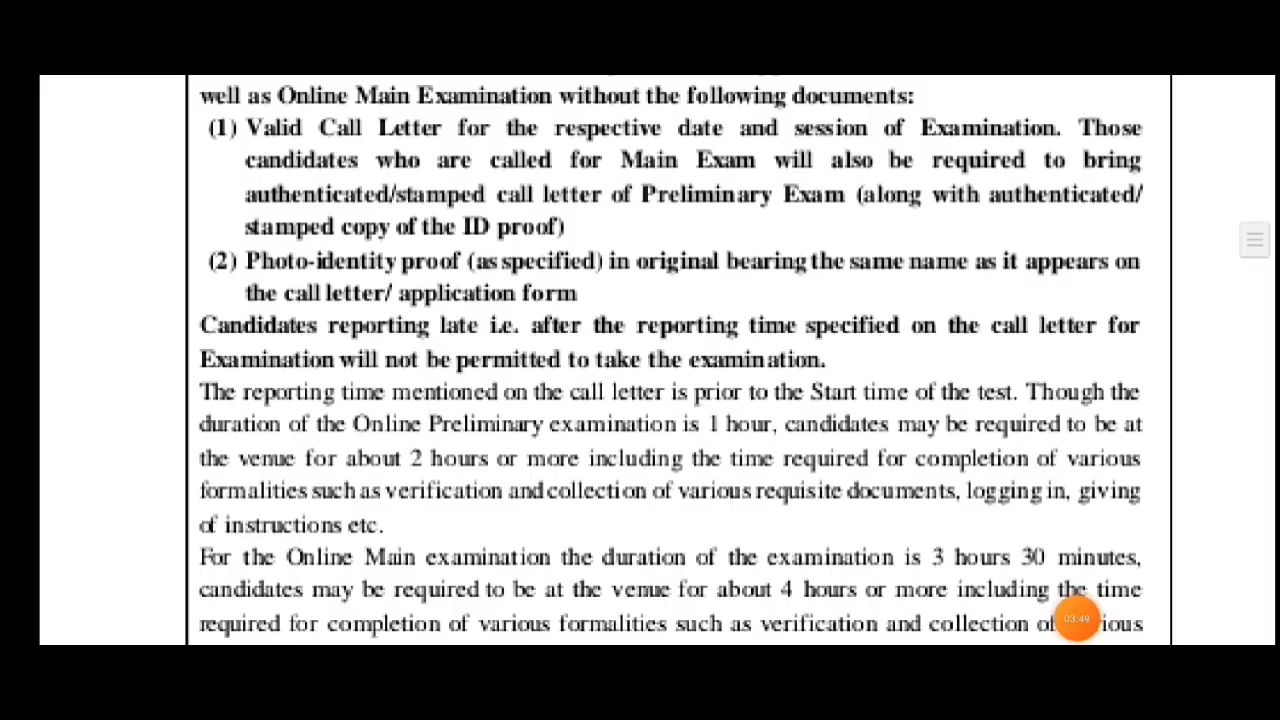 well as Online Main Examination without the following documents:
(1) Valid Call Letter for the respective date and session of Examination. Those
candidates who are called for Main Exam will also be required to bring
authenticated/stamped call letter of Preliminary Exam (along with authenticated/
stamped copy of the ID proof)
(2) Photo-identity proof (as specified) in original bearing the same name as it appears on
the call letter/ application form
Candidates reporting late i.e. after the reporting time specified on the call letter for
Examination will not be permitted to take the examination.
The reporting time mentioned on the call letter is prior to the Start time of the test. Though the
duration of the Online Preliminary examination is 1 hour, candidates may be required to be at
the venue for about 2 hours or more including the time required for completion of various
formalities such as verification and collection of various requisite documents, logging in, giving
of instructions etc.
For the Online Main examination the duration of the examination is 3 hours 30 minutes,
candidates may be required to be at the venue for about 4 hours or more including the time
required for completion of various formalities such as verification and collection of
03:49